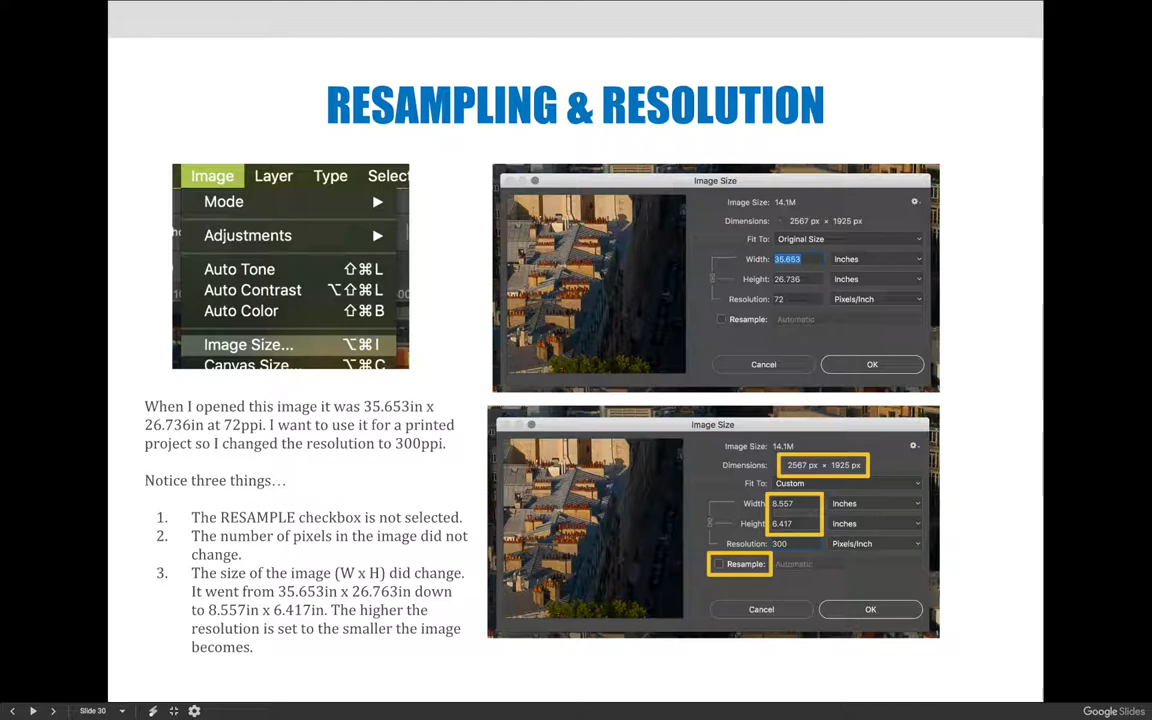 RESAMPLING & RESOLUTION
Image Layer Type Select
Mode
Adjustments
Auto Tone ⇧⌘L
Auto Contrast ⌥⇧⌘L
Auto Color ⇧⌘B
Image Size... ⌥⌘I
Canvas Size... ⌥⌘C
When I opened this image it was 35.653in x
26.736in at 72ppi. I want to use it for a printed
project so I changed the resolution to 300ppi.
Notice three things…
1. The RESAMPLE checkbox is not selected.
2. The number of pixels in the image did not
change.
3. The size of the image (W x H) did change.
It went from 35.653in x 26.763in down
to 8.557in x 6.417in. The higher the
resolution is set to the smaller the image
becomes.
Image Size
Image Size: 14.1M
Dimensions: 2567 px × 1925 px
Fit To: Original Size
Width: 35.653 Inches
Height: 26.736 Inches
Resolution: 72 Pixels/Inch
Resample: Automatic
Cancel OK
Image Size
Image Size: 14.1M
Dimensions: 2567 px × 1925 px
Fit To: Custom
Width 8.557 Inches
Height 6.417 Inches
Resolution: 300 Pixels/Inch
Resample: Automatic
Cancel OK
Slide 30
Google Slides